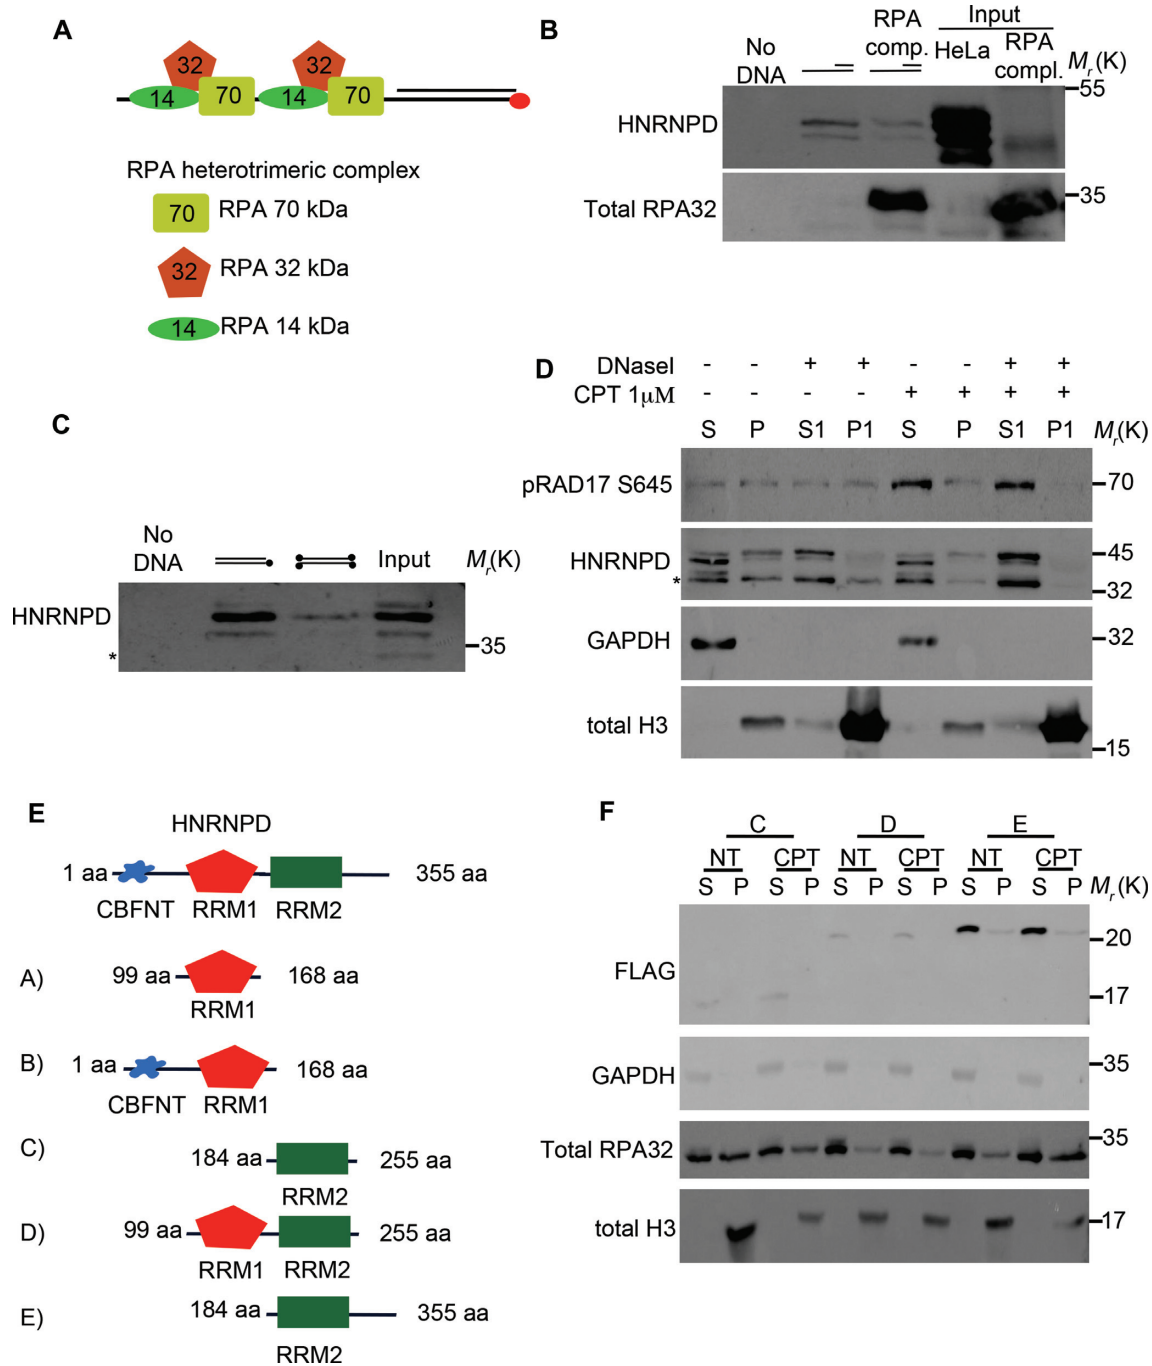 A
32 32
14 70 14 70
RPA heterotrimeric complex
70 RPA 70 kDa
32 RPA 32 kDa
14 RPA 14 kDa
B
No DNA
RPA comp.
Input
HeLa
RPA compl.
Mr(K)
55
HNRNPD
Total RPA32
35
C
No DNA
Input
Mr(K)
HNRNPD
*
35
D
DNaseI - - + + - - + +
CPT 1μM - - - - + + + +
S P S1 P1 S P S1 P1 Mr(K)
pRAD17 S645 70
HNRNPD 45
* 32
GAPDH 32
total H3
15
E
HNRNPD
1 aa 355 aa
CBFNT RRM1 RRM2
A) 99 aa 168 aa
RRM1
B) 1 aa 168 aa
CBFNT RRM1
C) 184 aa 255 aa
RRM2
D) 99 aa 255 aa
RRM1 RRM2
E) 184 aa 355 aa
RRM2
F
C D E
NT CPT NT CPT NT CPT
S P S P S P S P S P S P Mr(K)
20
FLAG
17
GAPDH 35
Total RPA32 35
total H3 17